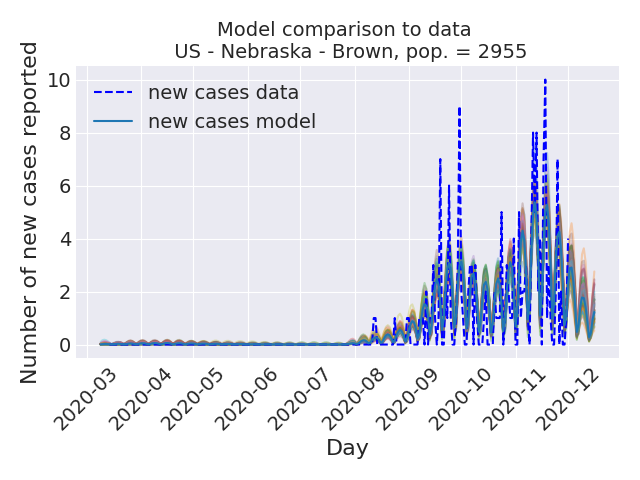 Model comparison to data
US - Nebraska - Brown, pop. = 2955
Number of new cases reported
10
8
6
4
2
0
new cases data
new cases model
2020-03
2020-04
2020-05
2020-06
2020-07
2020-08
2020-09
2020-10
2020-11
2020-12
Day